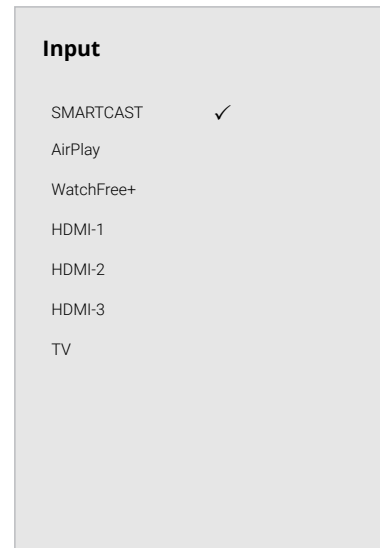 Input
SMARTCAST ✓
AirPlay
WatchFree+
HDMI-1
HDMI-2
HDMI-3
TV